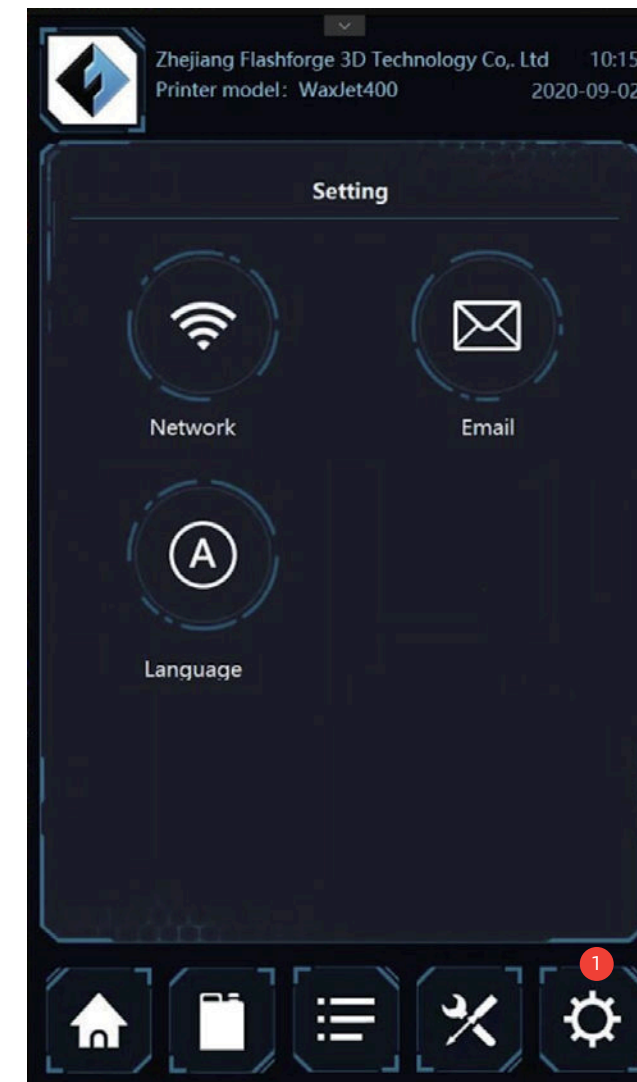 Zhejiang Flashforge 3D Technology Co,. Ltd 10:15
Printer model: WaxJet400 2020-09-02
Setting
Network Email
A
Language
1